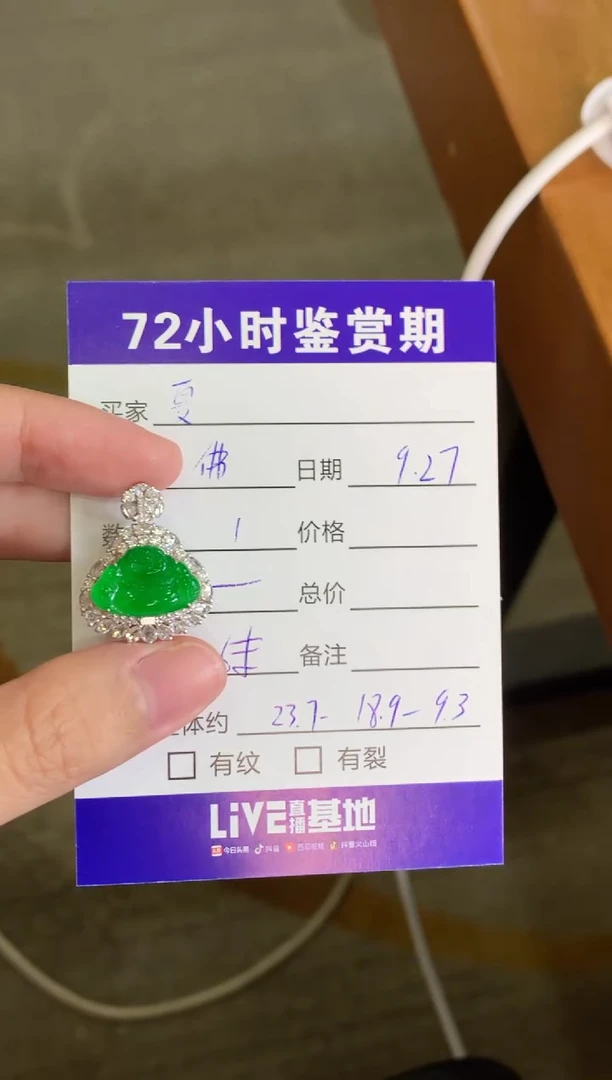 72小时鉴赏期
买家 夏
佛 日期 9.27
数 1 价格
一 总价
佳 备注
体约 23.7-18.9-9.3
有纹 有裂
LiVE直播基地
今日头条 抖音 西瓜视频 抖音火山版